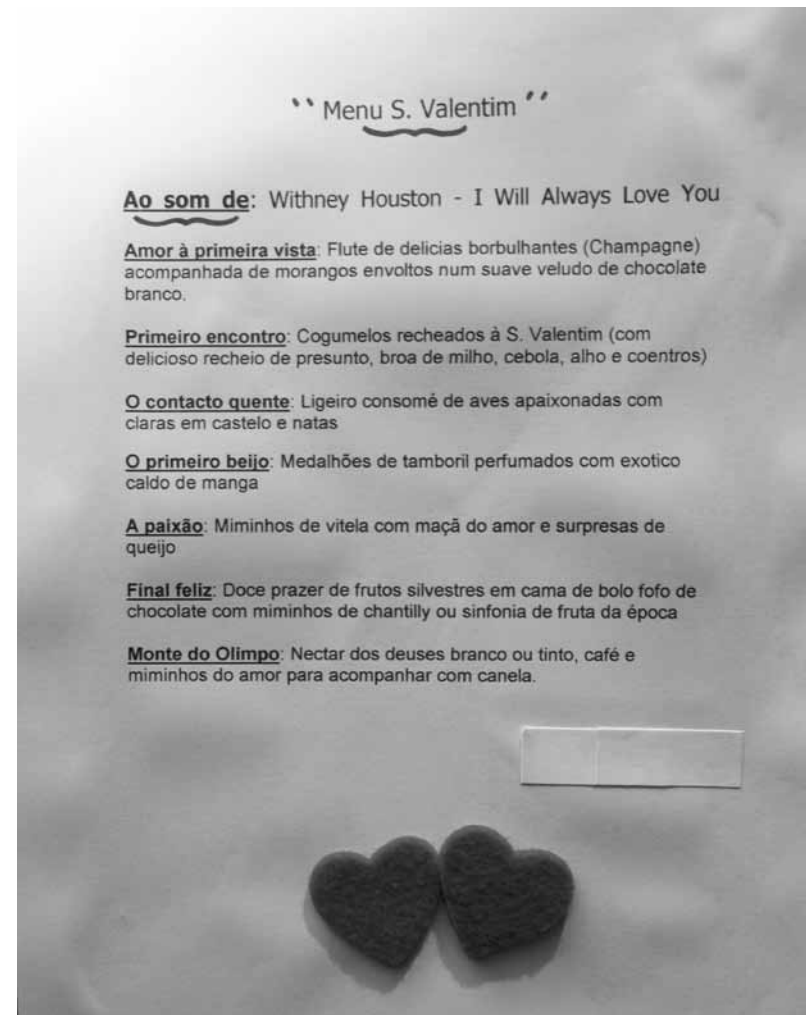 `` Menu S. Valentim ´´
Ao som de: Withney Houston - I Will Always Love You
Amor à primeira vista: Flute de delicias borbulhantes (Champagne)
acompanhada de morangos envoltos num suave veludo de chocolate
branco.
Primeiro encontro: Cogumelos recheados à S. Valentim (com
delicioso recheio de presunto, broa de milho, cebola, alho e coentros)
O contacto quente: Ligeiro consomé de aves apaixonadas com
claras em castelo e natas
O primeiro beijo: Medalhões de tamboril perfumados com exotico
caldo de manga
A paixão: Miminhos de vitela com maçã do amor e surpresas de
queijo
Final feliz: Doce prazer de frutos silvestres em cama de bolo fofo de
chocolate com miminhos de chantilly ou sinfonia de fruta da época
Monte do Olimpo: Nectar dos deuses branco ou tinto, café e
miminhos do amor para acompanhar com canela.